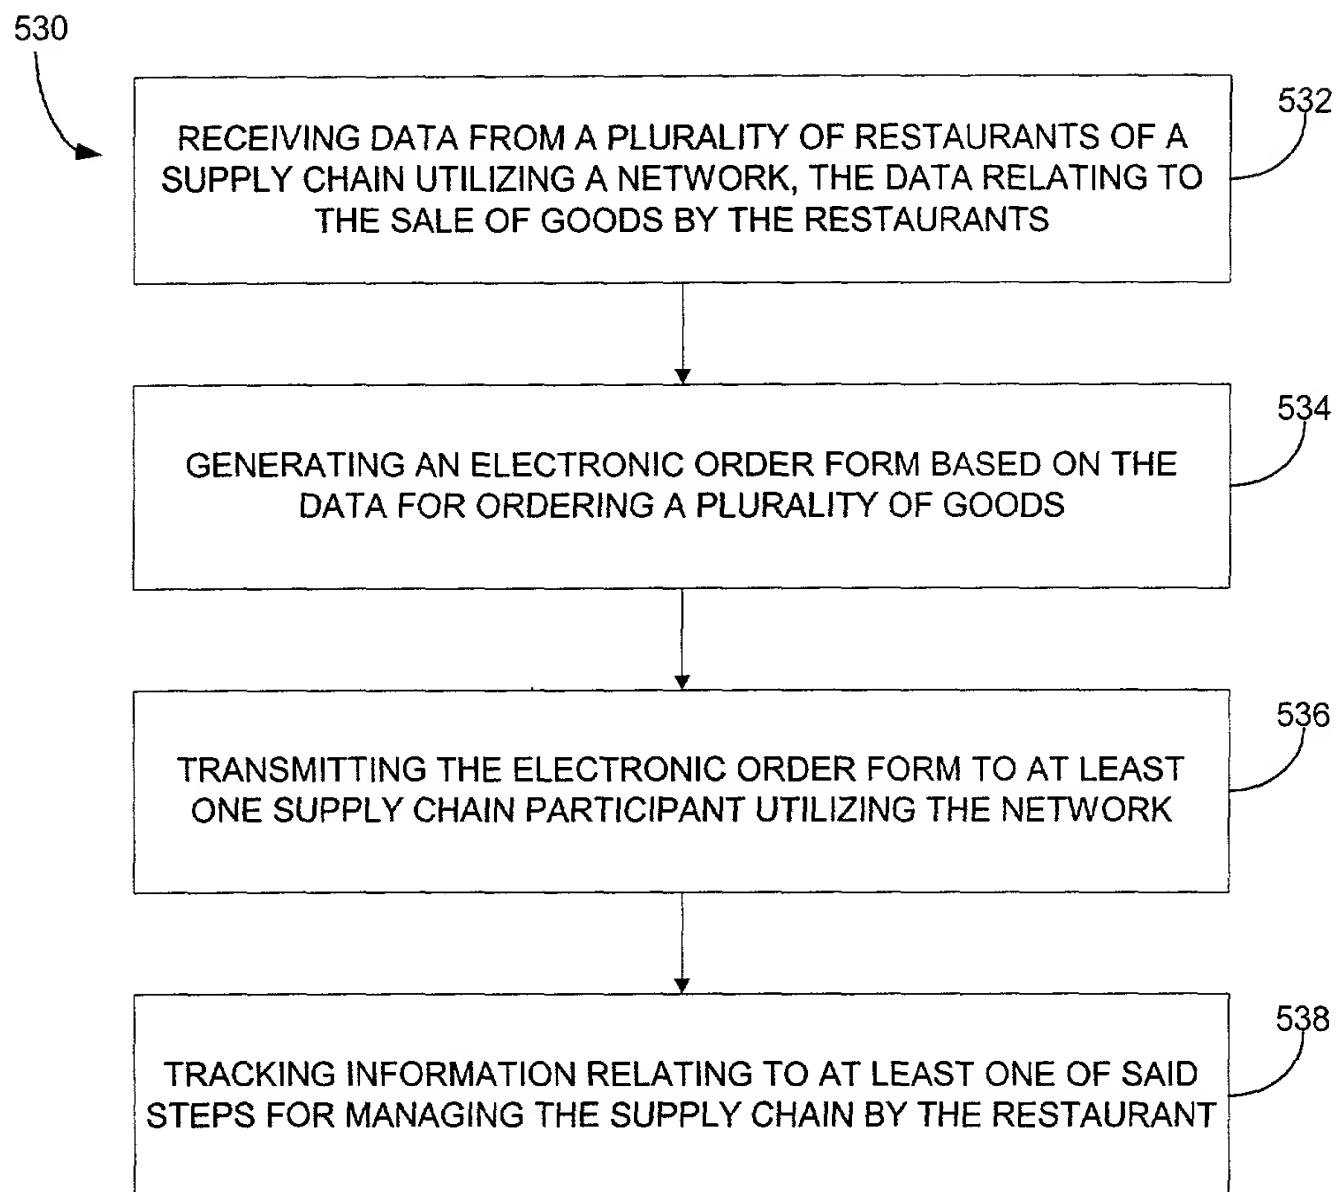 530
532
RECEIVING DATA FROM A PLURALITY OF RESTAURANTS OF A
SUPPLY CHAIN UTILIZING A NETWORK, THE DATA RELATING TO
THE SALE OF GOODS BY THE RESTAURANTS
534
GENERATING AN ELECTRONIC ORDER FORM BASED ON THE
DATA FOR ORDERING A PLURALITY OF GOODS
536
TRANSMITTING THE ELECTRONIC ORDER FORM TO AT LEAST
ONE SUPPLY CHAIN PARTICIPANT UTILIZING THE NETWORK
538
TRACKING INFORMATION RELATING TO AT LEAST ONE OF SAID
STEPS FOR MANAGING THE SUPPLY CHAIN BY THE RESTAURANT